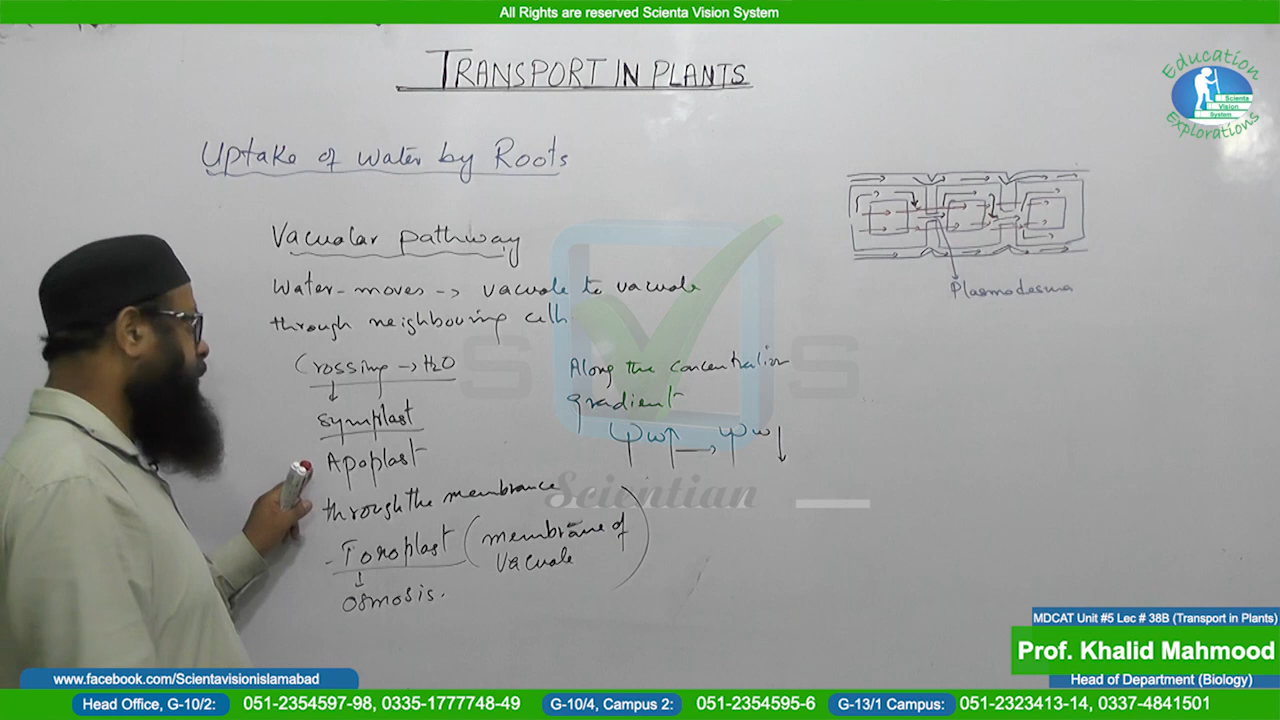 All Rights are reserved Scienta Vision System
TRANSPORT IN PLANTS
Education
Scienta
Vision
System
Explorations
Uptake of water by Roots
Vacuolar pathway
Water-moves -> vacuole to vacuole
through neighbouring cells
Crossing -> H2O
Symplast
Apoplast
through the membrance
- Tonoplast (membrane of
vacuole)
osmosis.
Along the concentration
gradient
Ψw↑ -> Ψw↓
Plasmodesma
SVS
Scientian
MDCAT Unit #5 Lec # 38B (Transport in Plants)
Prof. Khalid Mahmood
Head of Department (Biology)
www.facebook.com/Scientavisionislamabad
Head Office, G-10/2: 051-2354597-98, 0335-1777748-49 G-10/4, Campus 2: 051-2354595-6 G-13/1 Campus: 051-2323413-14, 0337-4841501